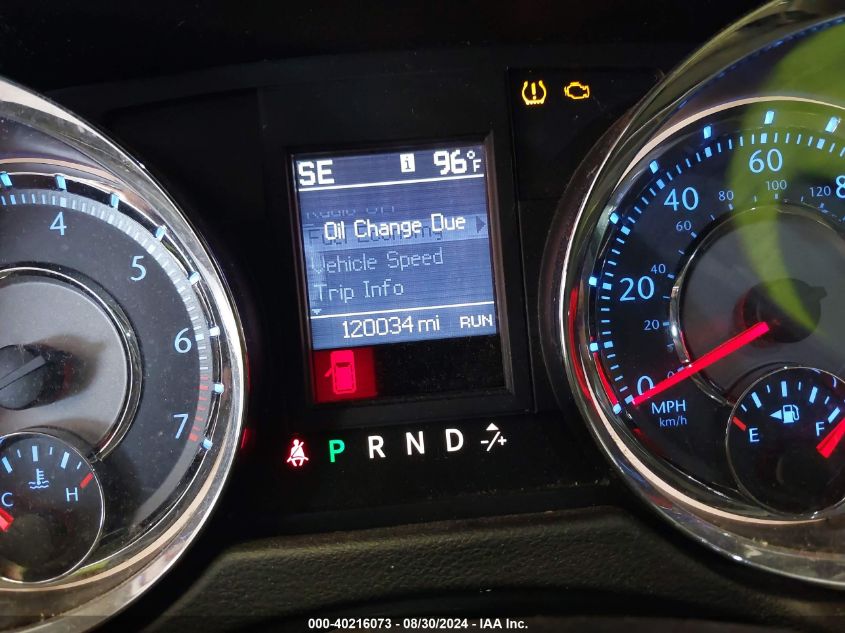 SE i 96°F
Oil Change Due
Vehicle Speed
Trip Info
120034 mi RUN
P R N D -/+
4
5
6
7
C H
0 20 40 60 8
20 40 60 80 100 120
MPH
km/h
E F
000-40216073 - 08/30/2024 - IAA Inc.